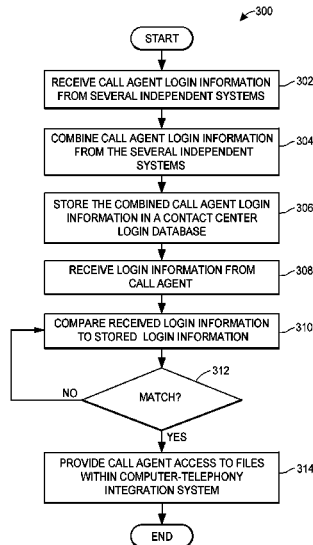 300
START
RECEIVE CALL AGENT LOGIN INFORMATION
FROM SEVERAL INDEPENDENT SYSTEMS
302
COMBINE CALL AGENT LOGIN INFORMATION
FROM THE SEVERAL INDEPENDENT
SYSTEMS
304
STORE THE COMBINED CALL AGENT LOGIN
INFORMATION IN A CONTACT CENTER
LOGIN DATABASE
306
RECEIVE LOGIN INFORMATION FROM
CALL AGENT
308
COMPARE RECEIVED LOGIN INFORMATION
TO STORED LOGIN INFORMATION
310
312
NO
MATCH?
YES
PROVIDE CALL AGENT ACCESS TO FILES
WITHIN COMPUTER-TELEPHONY
INTEGRATION SYSTEM
314
END